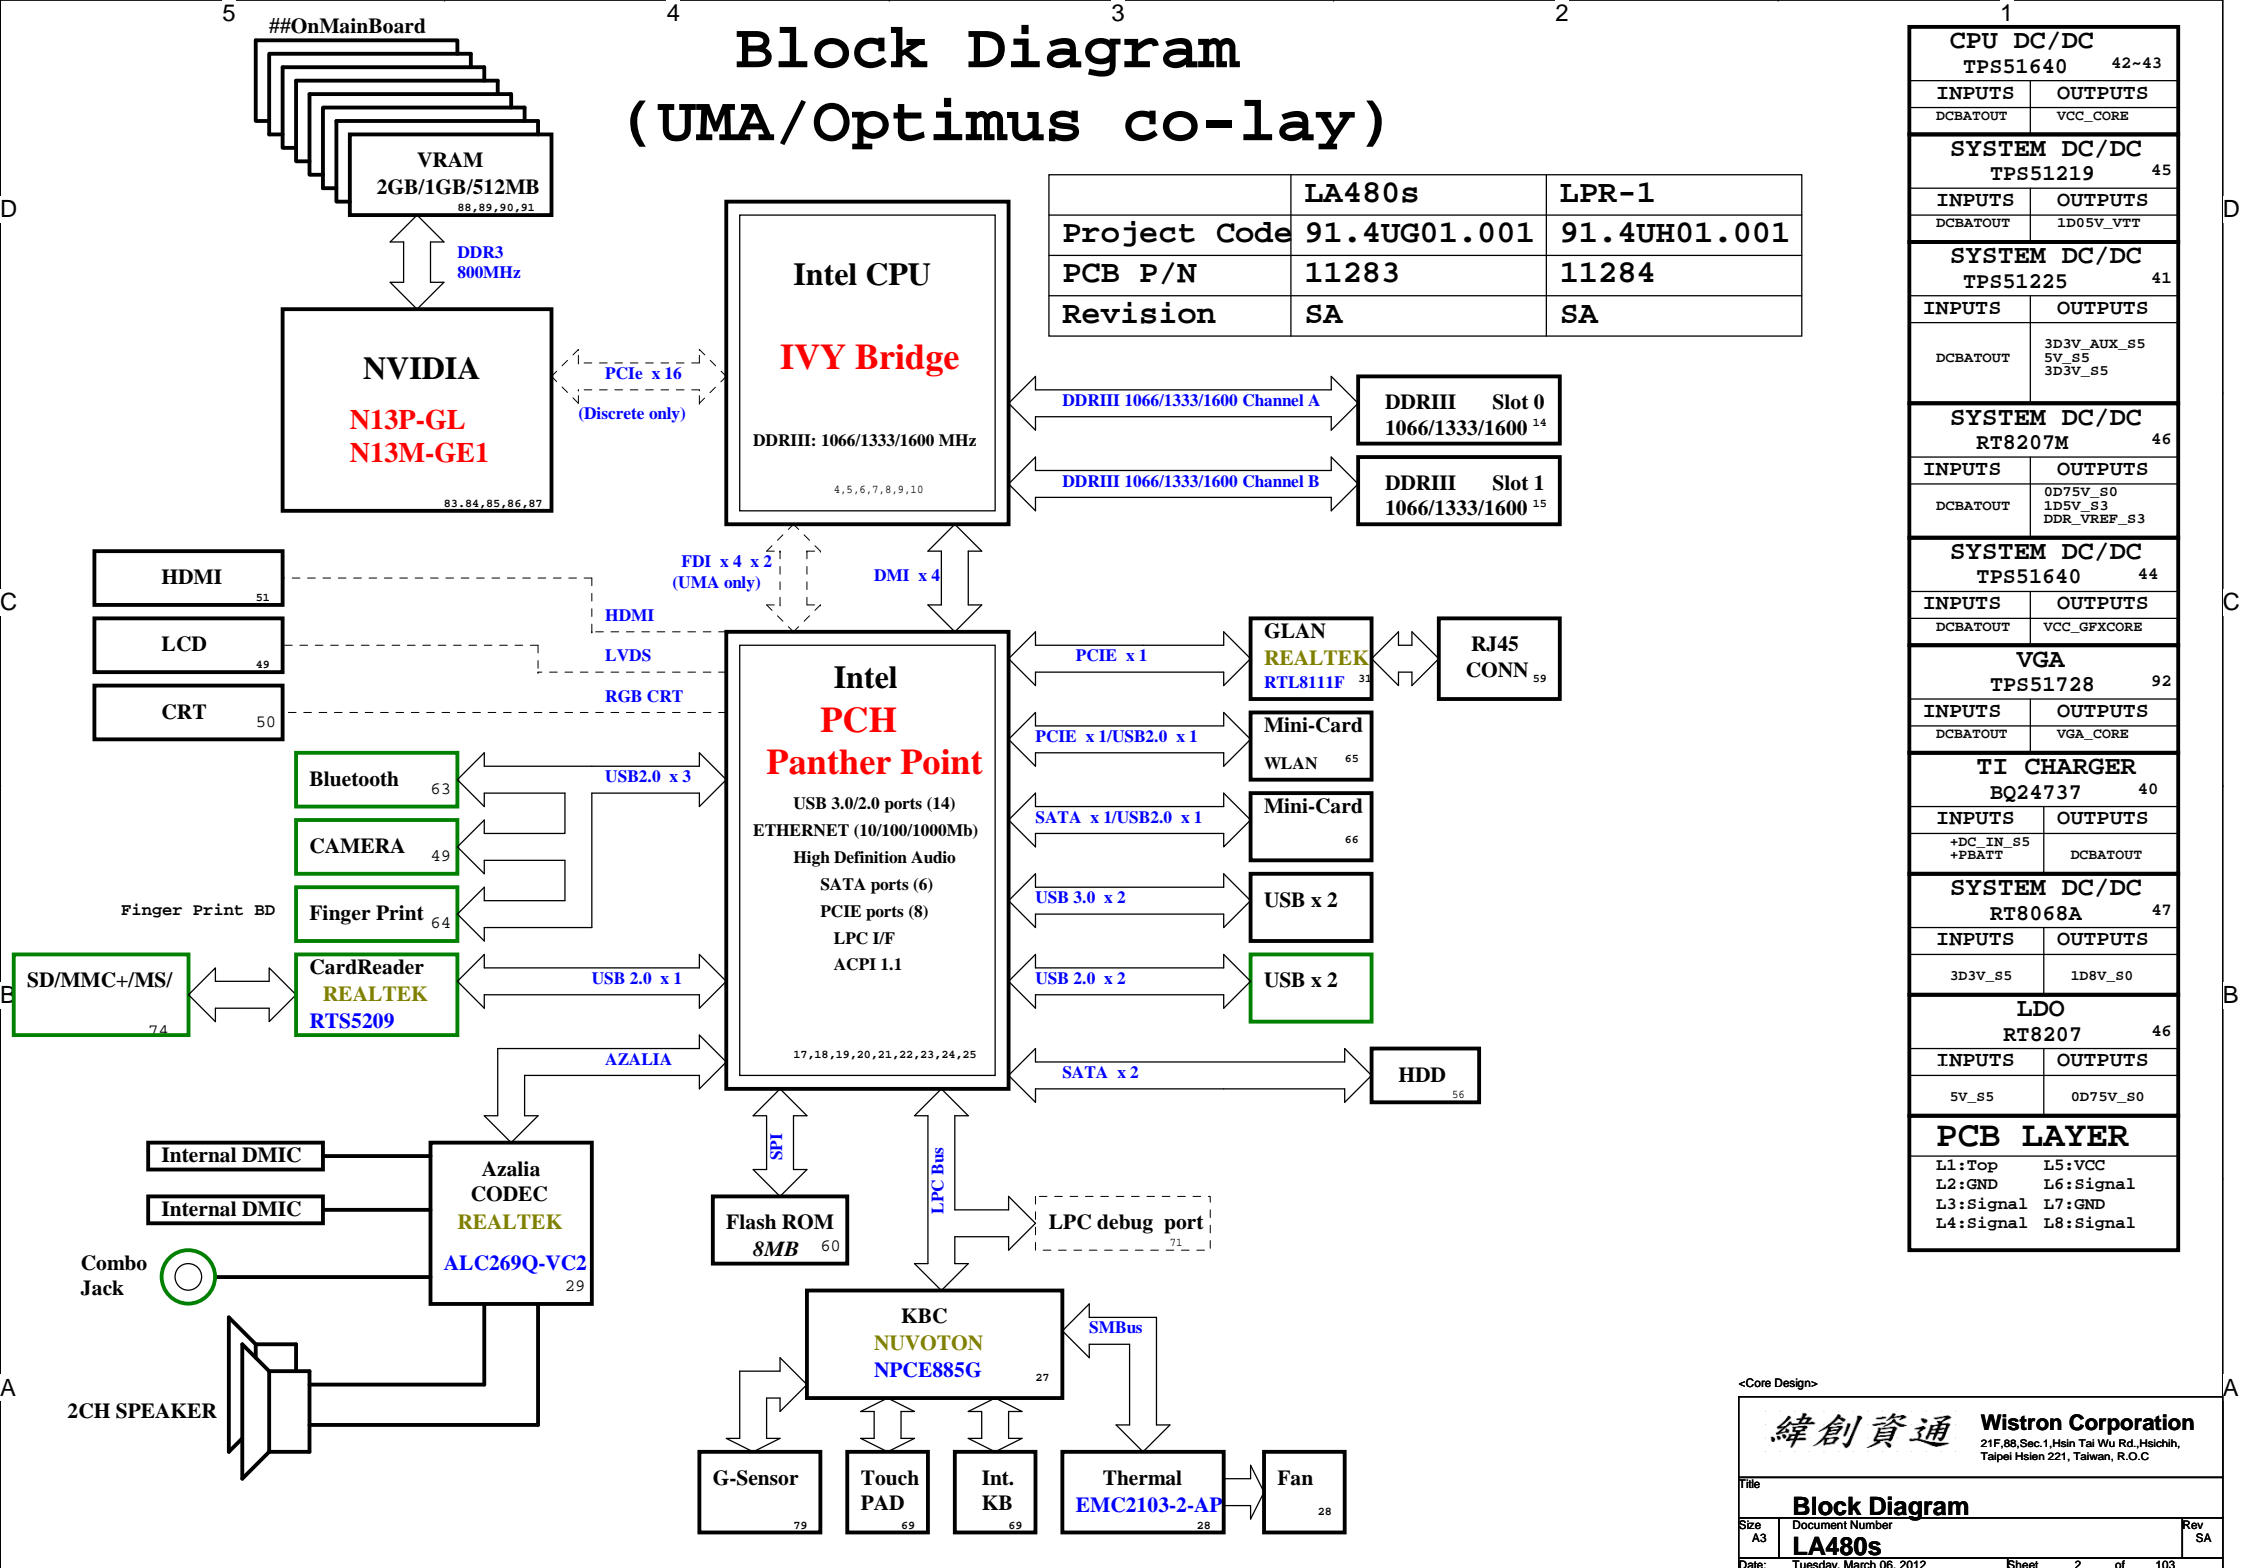 5 4 3 2 1
##OnMainBoard
Block Diagram
(UMA/Optimus co-lay)
VRAM
2GB/1GB/512MB
88,89,90,91
DDR3
800MHz
NVIDIA
N13P-GL
N13M-GE1
83.84,85,86,87
PCIe x 16
(Discrete only)
Intel CPU
IVY Bridge
DDRIII: 1066/1333/1600 MHz
4,5,6,7,8,9,10
LA480s LPR-1
Project Code 91.4UG01.001 91.4UH01.001
PCB P/N 11283 11284
Revision SA SA
DDRIII 1066/1333/1600 Channel A
DDRIII Slot 0
1066/1333/1600 14
DDRIII 1066/1333/1600 Channel B
DDRIII Slot 1
1066/1333/1600 15
FDI x 4 x 2
(UMA only)
DMI x 4
HDMI
51
LCD
49
CRT
50
HDMI
LVDS
RGB CRT
Bluetooth
63
CAMERA
49
Finger Print BD
Finger Print
64
USB2.0 x 3
SD/MMC+/MS/
74
CardReader
REALTEK
RTS5209
USB 2.0 x 1
AZALIA
Intel
PCH
Panther Point
USB 3.0/2.0 ports (14)
ETHERNET (10/100/1000Mb)
High Definition Audio
SATA ports (6)
PCIE ports (8)
LPC I/F
ACPI 1.1
17,18,19,20,21,22,23,24,25
PCIE x 1
GLAN
REALTEK
RTL8111F 31
RJ45
CONN 59
PCIE x 1/USB2.0 x 1
Mini-Card
WLAN 65
SATA x 1/USB2.0 x 1
Mini-Card
66
USB 3.0 x 2
USB x 2
USB 2.0 x 2
USB x 2
SATA x 2
HDD
56
Internal DMIC
Internal DMIC
Combo
Jack
2CH SPEAKER
Azalia
CODEC
REALTEK
ALC269Q-VC2
29
SPI
Flash ROM
8MB 60
LPC Bus
LPC debug port
71
KBC
NUVOTON
NPCE885G
27
SMBus
G-Sensor
79
Touch
PAD
69
Int.
KB
69
Thermal
EMC2103-2-AP
28
Fan
28
CPU DC/DC
TPS51640 42~43
INPUTS OUTPUTS
DCBATOUT VCC_CORE
SYSTEM DC/DC
TPS51219 45
INPUTS OUTPUTS
DCBATOUT 1D05V_VTT
SYSTEM DC/DC
TPS51225 41
INPUTS OUTPUTS
DCBATOUT
3D3V_AUX_S5
5V_S5
3D3V_S5
SYSTEM DC/DC
RT8207M 46
INPUTS OUTPUTS
DCBATOUT
0D75V_S0
1D5V_S3
DDR_VREF_S3
SYSTEM DC/DC
TPS51640 44
INPUTS OUTPUTS
DCBATOUT VCC_GFXCORE
VGA
TPS51728 92
INPUTS OUTPUTS
DCBATOUT VGA_CORE
TI CHARGER
BQ24737 40
INPUTS OUTPUTS
+DC_IN_S5
+PBATT
DCBATOUT
SYSTEM DC/DC
RT8068A 47
INPUTS OUTPUTS
3D3V_S5 1D8V_S0
LDO
RT8207 46
INPUTS OUTPUTS
5V_S5 0D75V_S0
PCB LAYER
L1:Top L5:VCC
L2:GND L6:Signal
L3:Signal L7:GND
L4:Signal L8:Signal
D D
C C
B B
A A
<Core Design>
緯創資通
Wistron Corporation
21F,88,Sec.1,Hsin Tai Wu Rd.,Hsichih,
Taipei Hsien 221, Taiwan, R.O.C
Title
Block Diagram
Size
A3
Document Number
LA480s
Rev
SA
Date: Tuesday, March 06, 2012 Sheet 2 of 103